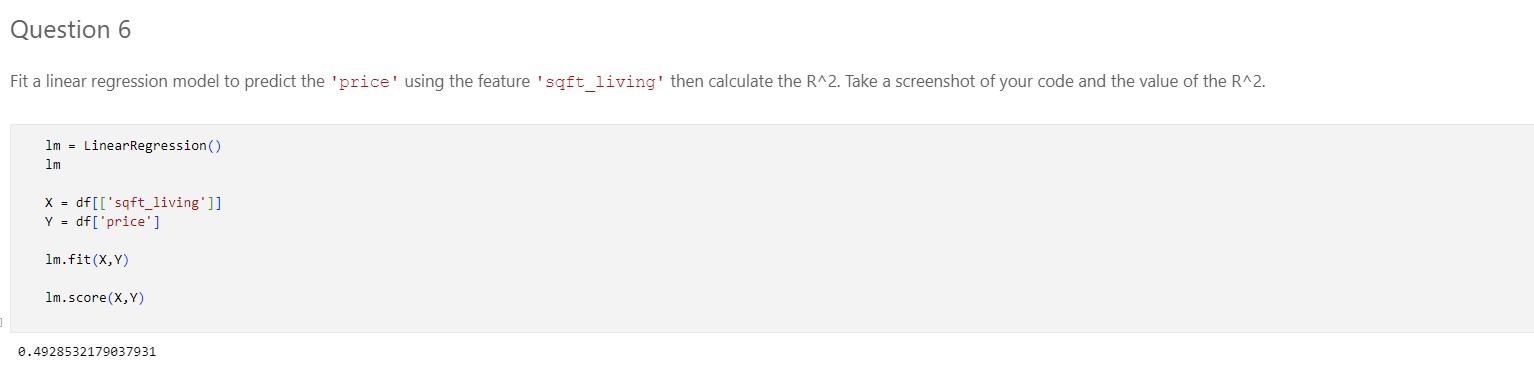 Question 6
Fit a linear regression model to predict the 'price' using the feature 'sqft_living' then calculate the R^2. Take a screenshot of your code and the value of the R^2.
lm = LinearRegression()
lm
X = df[['sqft_living']]
Y = df['price']
lm.fit(X,Y)
lm.score(X,Y)
]
0.4928532179037931